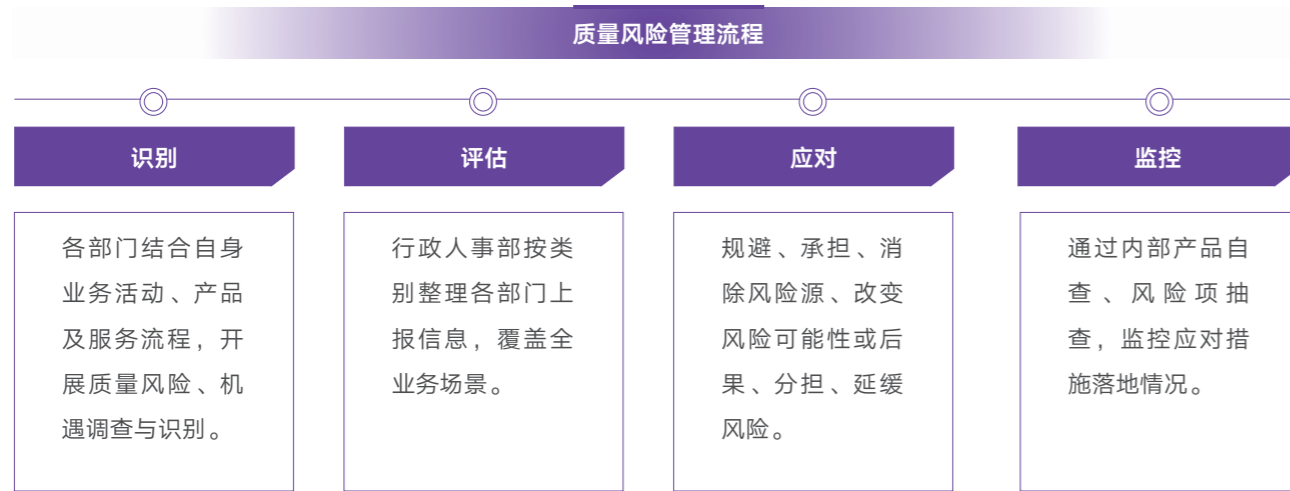 质量风险管理流程
识别
各部门结合自身
业务活动、产品
及服务流程，开
展质量风险、机
遇调查与识别。
评估
行政人事部按类
别整理各部门上
报信息，覆盖全
业务场景。
应对
规避、承担、消
除风险源、改变
风险可能性或后
果、分担、延缓
风险。
监控
通过内部产品自
查、风险项抽
查，监控应对措
施落地情况。